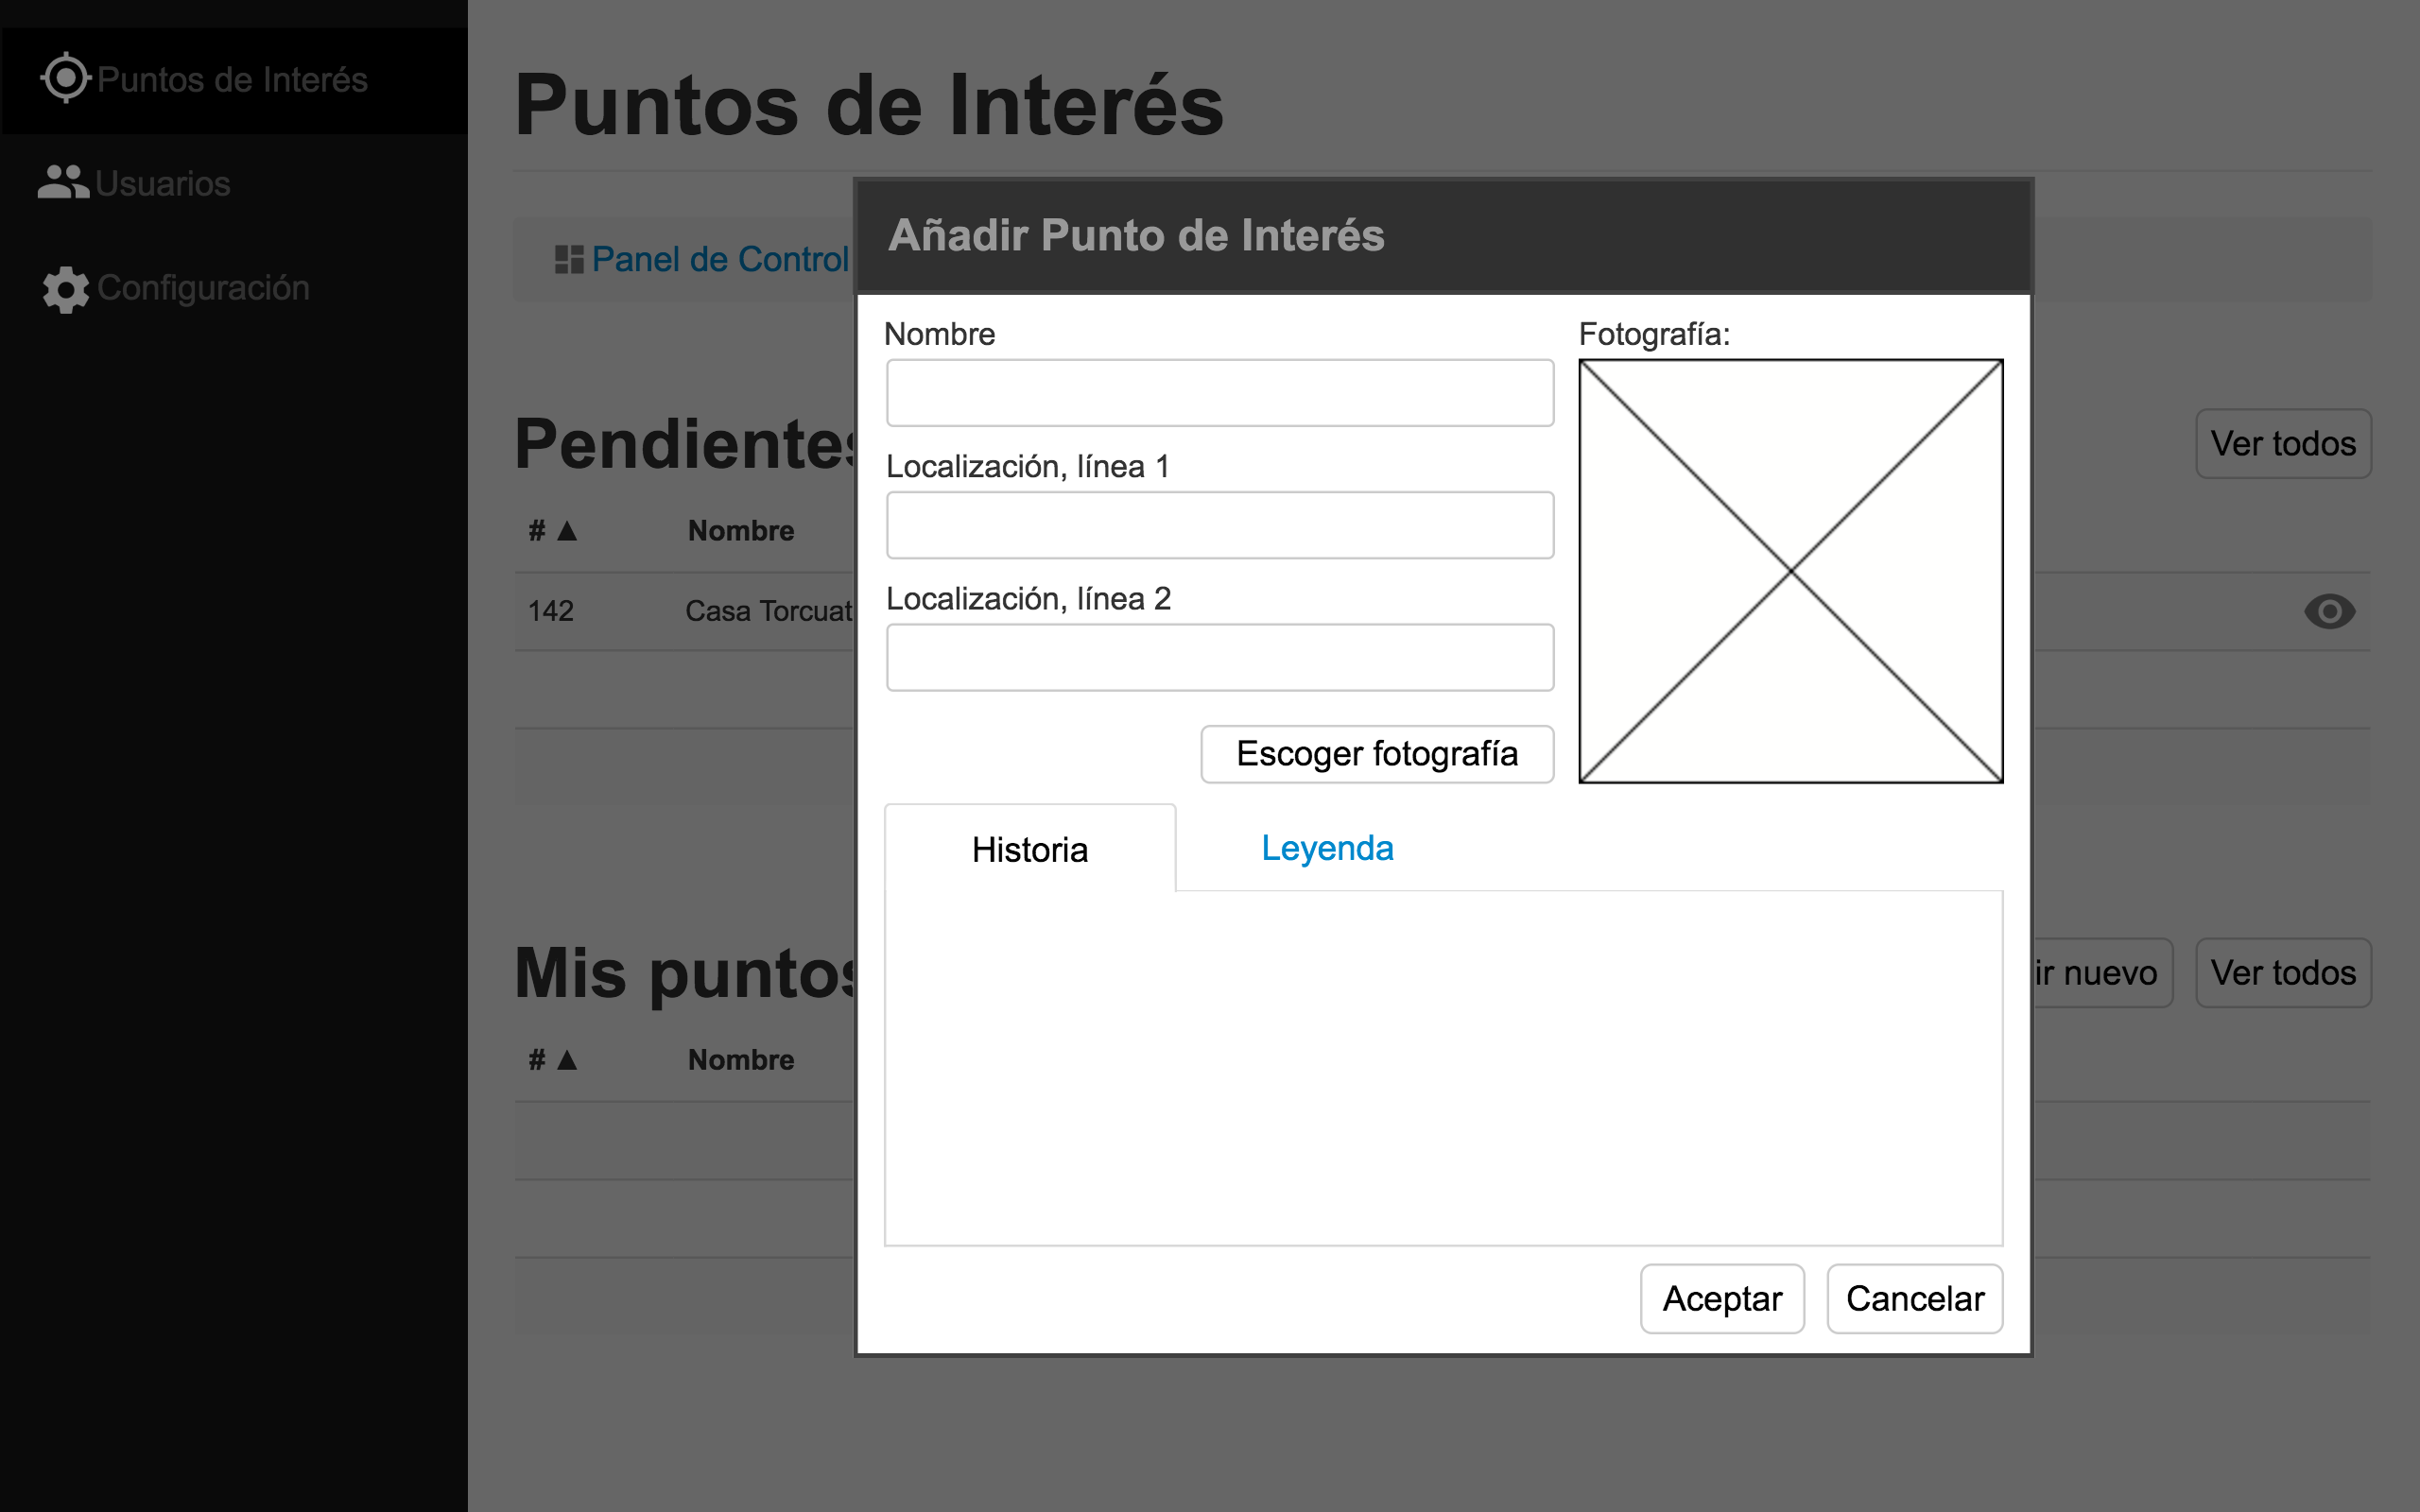 Puntos de Interés
Usuarios
Configuración
Puntos de Interés
Panel de Control
Pendientes
Ver todos
# ▲ Nombre
142 Casa Torcuat
Mis puntos
ir nuevo
Ver todos
# ▲ Nombre
Añadir Punto de Interés
Nombre
Fotografía:
Localización, línea 1
Localización, línea 2
Escoger fotografía
Historia
Leyenda
Aceptar
Cancelar